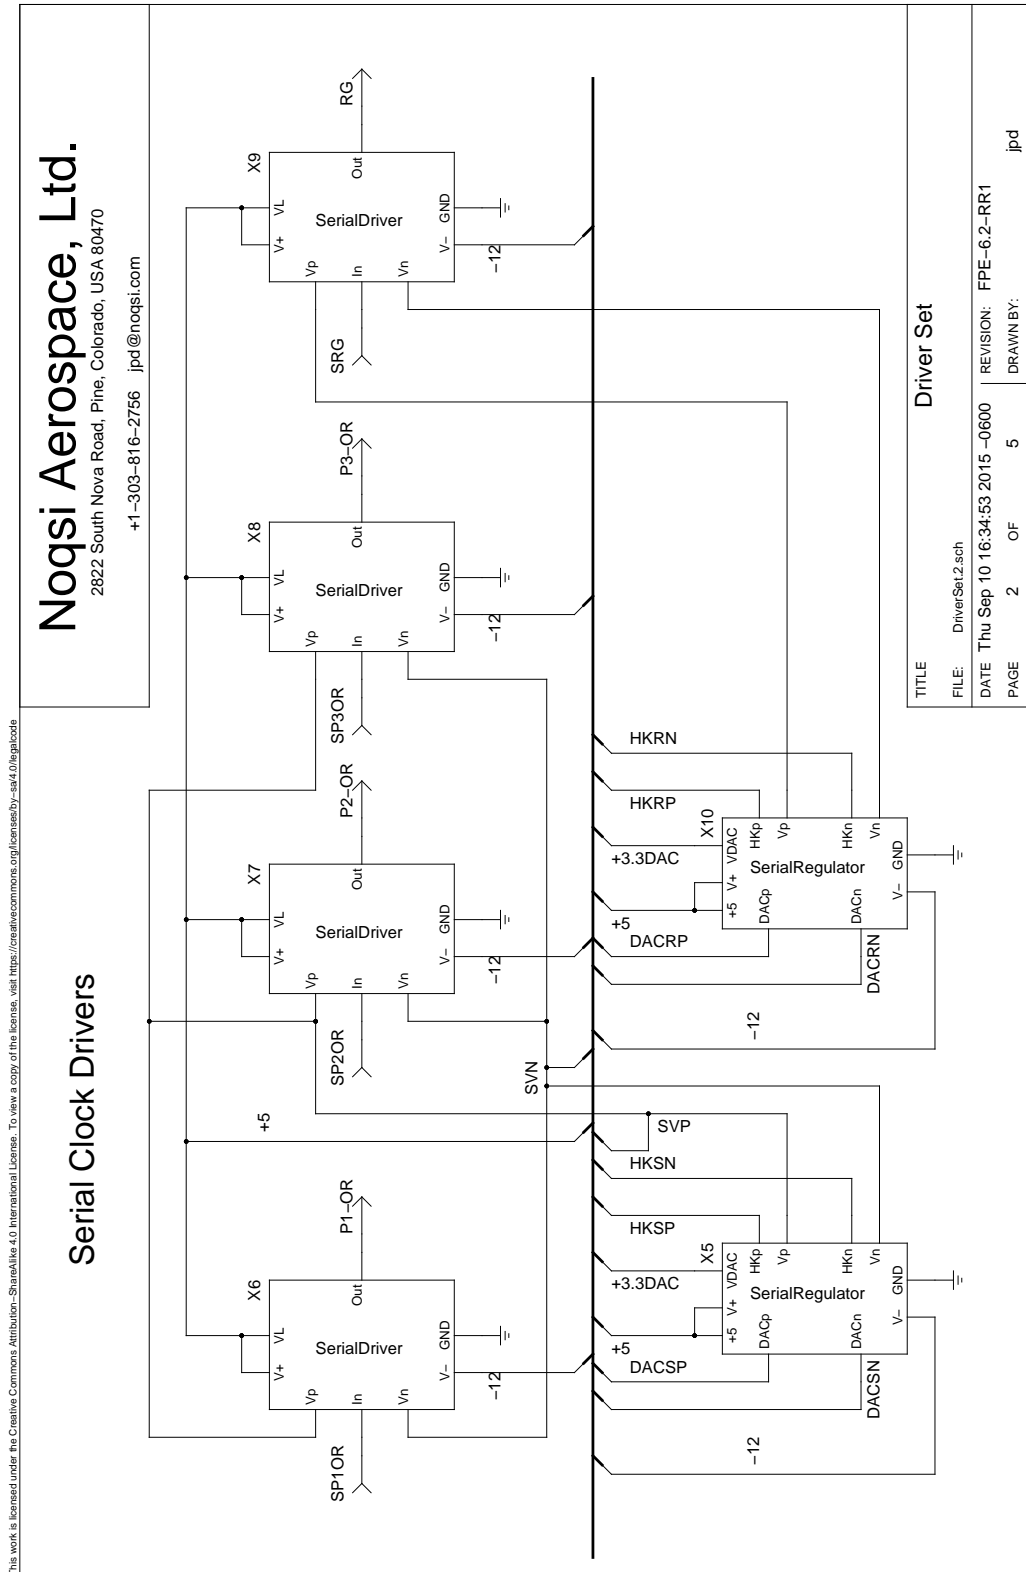 This work is licensed under the Creative Commons Attribution−ShareAlike 4.0 International License. To view a copy of the license, visit https://creativecommons.org/licenses/by−sa/4.0/legalcode
Noqsi Aerospace, Ltd.
2822 South Nova Road, Pine, Colorado, USA 80470
+1−303−816−2756 jpd@noqsi.com
Serial Clock Drivers
+5
X6
V+
VL
Vp
In
Vn
SerialDriver
Out
V−
GND
SP1OR
P1−OR
−12
X7
V+
VL
Vp
In
Vn
SerialDriver
Out
V−
GND
SP2OR
P2−OR
−12
X8
V+
VL
Vp
In
Vn
SerialDriver
Out
V−
GND
SP3OR
P3−OR
−12
X9
V+
VL
Vp
In
Vn
SerialDriver
Out
V−
GND
SRG
RG
−12
SVN
SVP
−12
DACSP
DACSN
+5
+3.3DAC
HKSP
HKSN
X5
+5
V+
VDAC
DACp
DACn
SerialRegulator
HKp
Vp
HKn
Vn
V−
GND
−12
DACRP
DACRN
+5
+3.3DAC
HKRP
HKRN
X10
+5
V+
VDAC
DACp
DACn
SerialRegulator
HKp
Vp
HKn
Vn
V−
GND
TITLE
Driver Set
FILE: DriverSet.2.sch
REVISION: FPE−6.2−RR1
DATE Thu Sep 10 16:34:53 2015 −0600
PAGE 2 OF 5
DRAWN BY: jpd